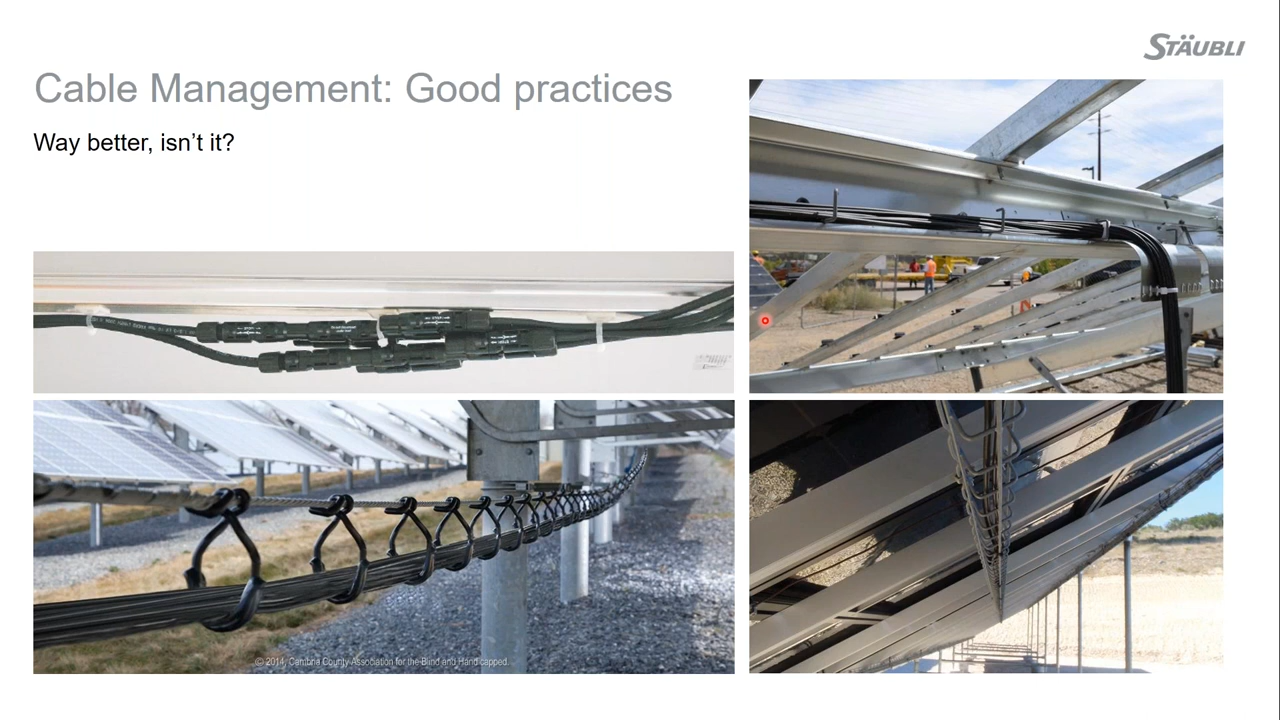 STÄUBLI
Cable Management: Good practices
Way better, isn’t it?
© 2014, Cambria County Association for the Blind and Handicapped.